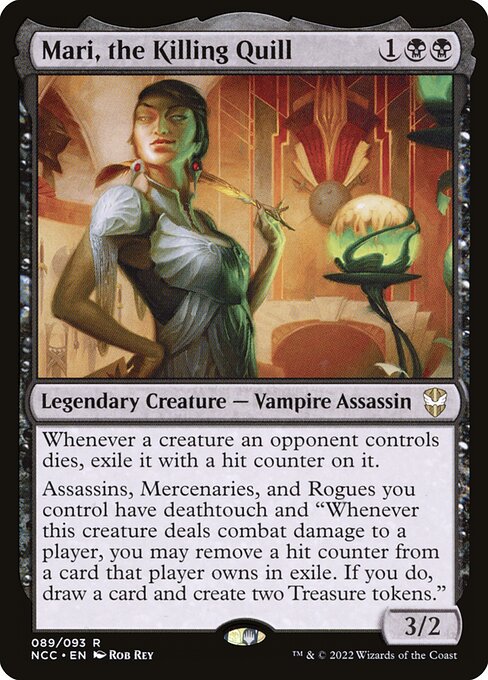 Mari, the Killing Quill 1
Legendary Creature — Vampire Assassin
Whenever a creature an opponent controls
dies, exile it with a hit counter on it.
Assassins, Mercenaries, and Rogues you
control have deathtouch and “Whenever
this creature deals combat damage to a
player, you may remove a hit counter from
a card that player owns in exile. If you do,
draw a card and create two Treasure tokens.”
3/2
089/093 R
NCC • EN Rob Rey
™ & © 2022 Wizards of the Coast